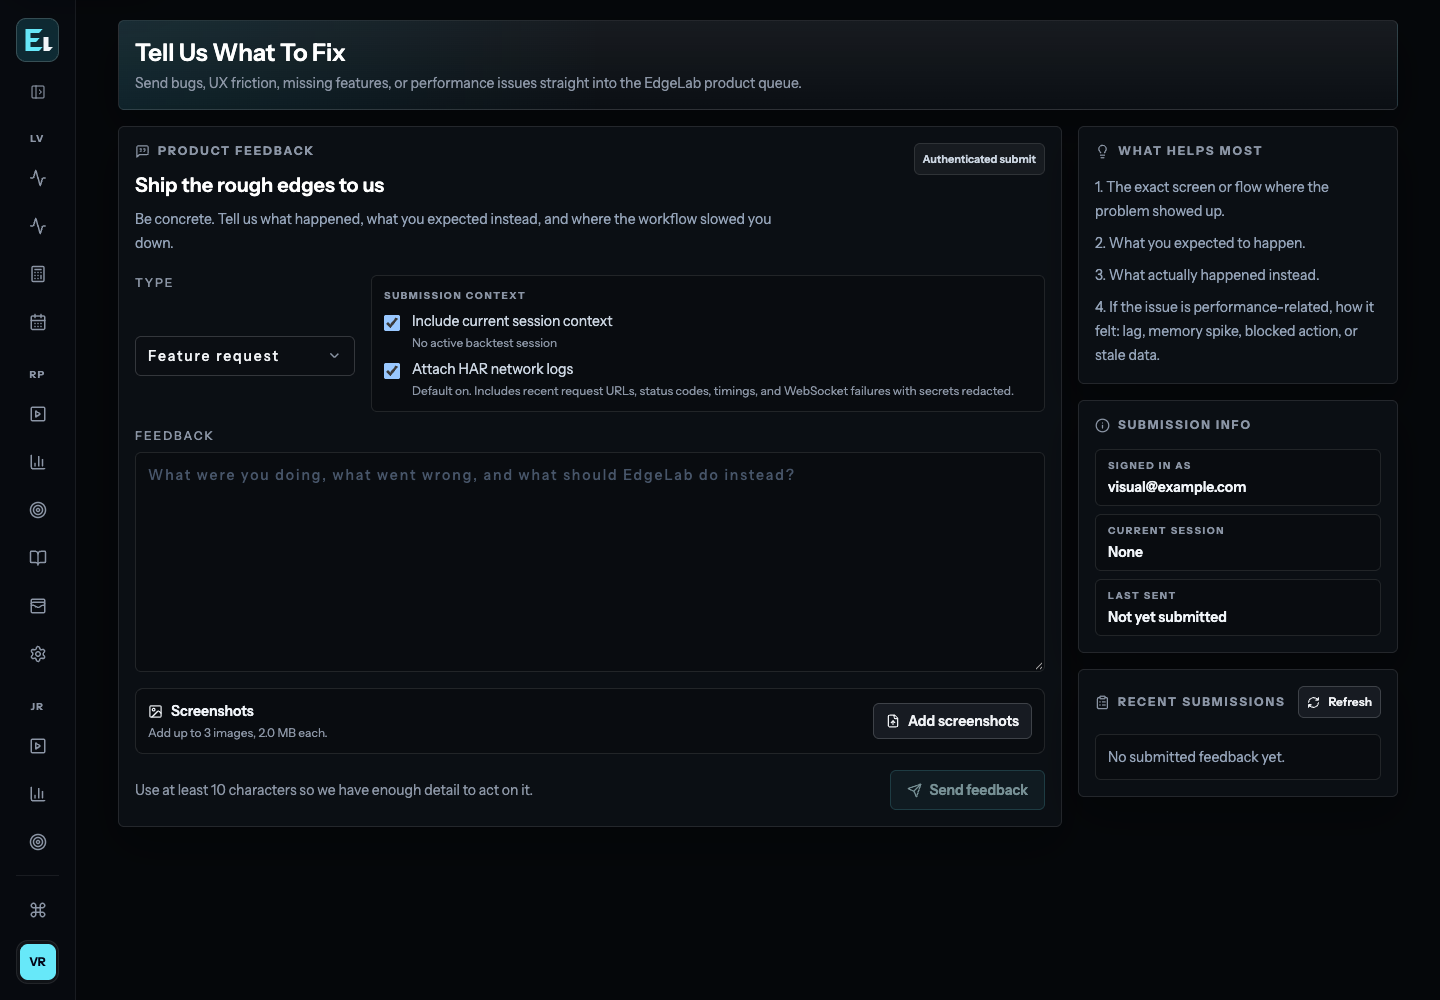 EL
LV
RP
JR
VR
Tell Us What To Fix
Send bugs, UX friction, missing features, or performance issues straight into the EdgeLab product queue.
PRODUCT FEEDBACK
Authenticated submit
Ship the rough edges to us
Be concrete. Tell us what happened, what you expected instead, and where the workflow slowed you
down.
TYPE
Feature request
SUBMISSION CONTEXT
Include current session context
No active backtest session
Attach HAR network logs
Default on. Includes recent request URLs, status codes, timings, and WebSocket failures with secrets redacted.
FEEDBACK
What were you doing, what went wrong, and what should EdgeLab do instead?
Screenshots
Add up to 3 images, 2.0 MB each.
Add screenshots
Use at least 10 characters so we have enough detail to act on it.
Send feedback
WHAT HELPS MOST
1. The exact screen or flow where the
problem showed up.
2. What you expected to happen.
3. What actually happened instead.
4. If the issue is performance-related, how it
felt: lag, memory spike, blocked action, or
stale data.
SUBMISSION INFO
SIGNED IN AS
visual@example.com
CURRENT SESSION
None
LAST SENT
Not yet submitted
RECENT SUBMISSIONS
Refresh
No submitted feedback yet.